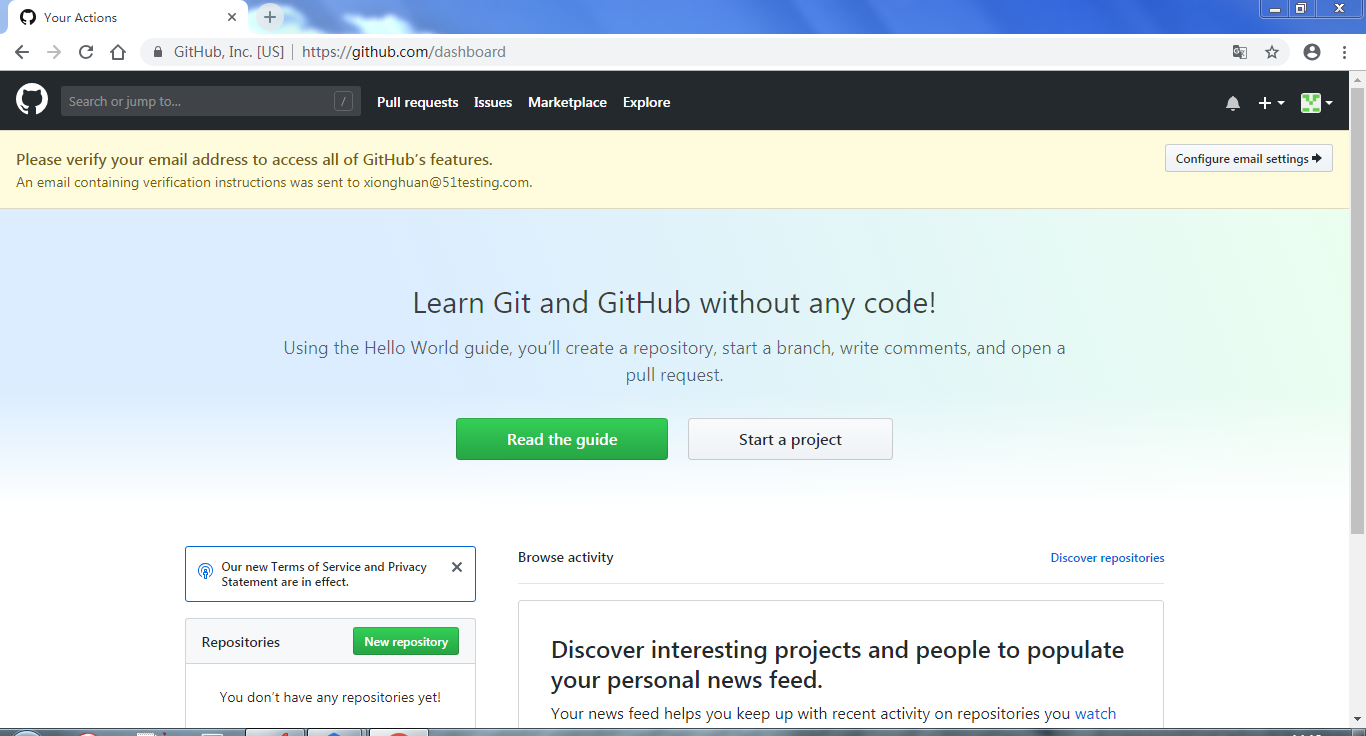 Your Actions
GitHub, Inc. [US] | https://github.com/dashboard
Search or jump to... /
Pull requests Issues Marketplace Explore
Please verify your email address to access all of GitHub's features.
Configure email settings
An email containing verification instructions was sent to xionghuan@51testing.com.
Learn Git and GitHub without any code!
Using the Hello World guide, you'll create a repository, start a branch, write comments, and open a
pull request.
Read the guide
Start a project
Our new Terms of Service and Privacy
Statement are in effect.
Browse activity
Discover repositories
Repositories
New repository
You don't have any repositories yet!
Discover interesting projects and people to populate
your personal news feed.
Your news feed helps you keep up with recent activity on repositories you watch